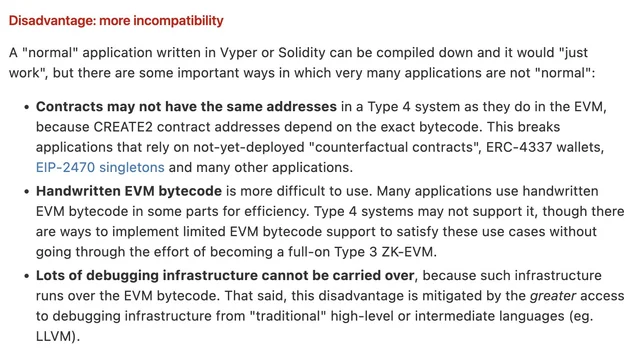 Disadvantage: more incompatibility
A "normal" application written in Vyper or Solidity can be compiled down and it would "just
work", but there are some important ways in which very many applications are not "normal":
• Contracts may not have the same addresses in a Type 4 system as they do in the EVM,
because CREATE2 contract addresses depend on the exact bytecode. This breaks
applications that rely on not-yet-deployed "counterfactual contracts", ERC-4337 wallets,
EIP-2470 singletons and many other applications.
• Handwritten EVM bytecode is more difficult to use. Many applications use handwritten
EVM bytecode in some parts for efficiency. Type 4 systems may not support it, though there
are ways to implement limited EVM bytecode support to satisfy these use cases without
going through the effort of becoming a full-on Type 3 ZK-EVM.
• Lots of debugging infrastructure cannot be carried over, because such infrastructure
runs over the EVM bytecode. That said, this disadvantage is mitigated by the greater access
to debugging infrastructure from "traditional" high-level or intermediate languages (eg.
LLVM).